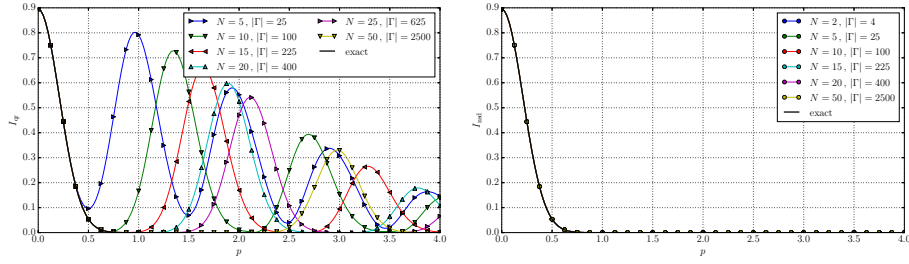 0.9
0.8
0.7
0.6
0.5
0.4
0.3
0.2
0.1
0.0
I_qr
0.0 0.5 1.0 1.5 2.0 2.5 3.0 3.5 4.0
p
N = 5 , |Γ| = 25
N = 10 , |Γ| = 100
N = 15 , |Γ| = 225
N = 20 , |Γ| = 400
N = 25 , |Γ| = 625
N = 50 , |Γ| = 2500
exact
0.9
0.8
0.7
0.6
0.5
0.4
0.3
0.2
0.1
0.0
I_rad
0.0 0.5 1.0 1.5 2.0 2.5 3.0 3.5 4.0
p
N = 2 , |Γ| = 4
N = 5 , |Γ| = 25
N = 10 , |Γ| = 100
N = 15 , |Γ| = 225
N = 20 , |Γ| = 400
N = 50 , |Γ| = 2500
exact